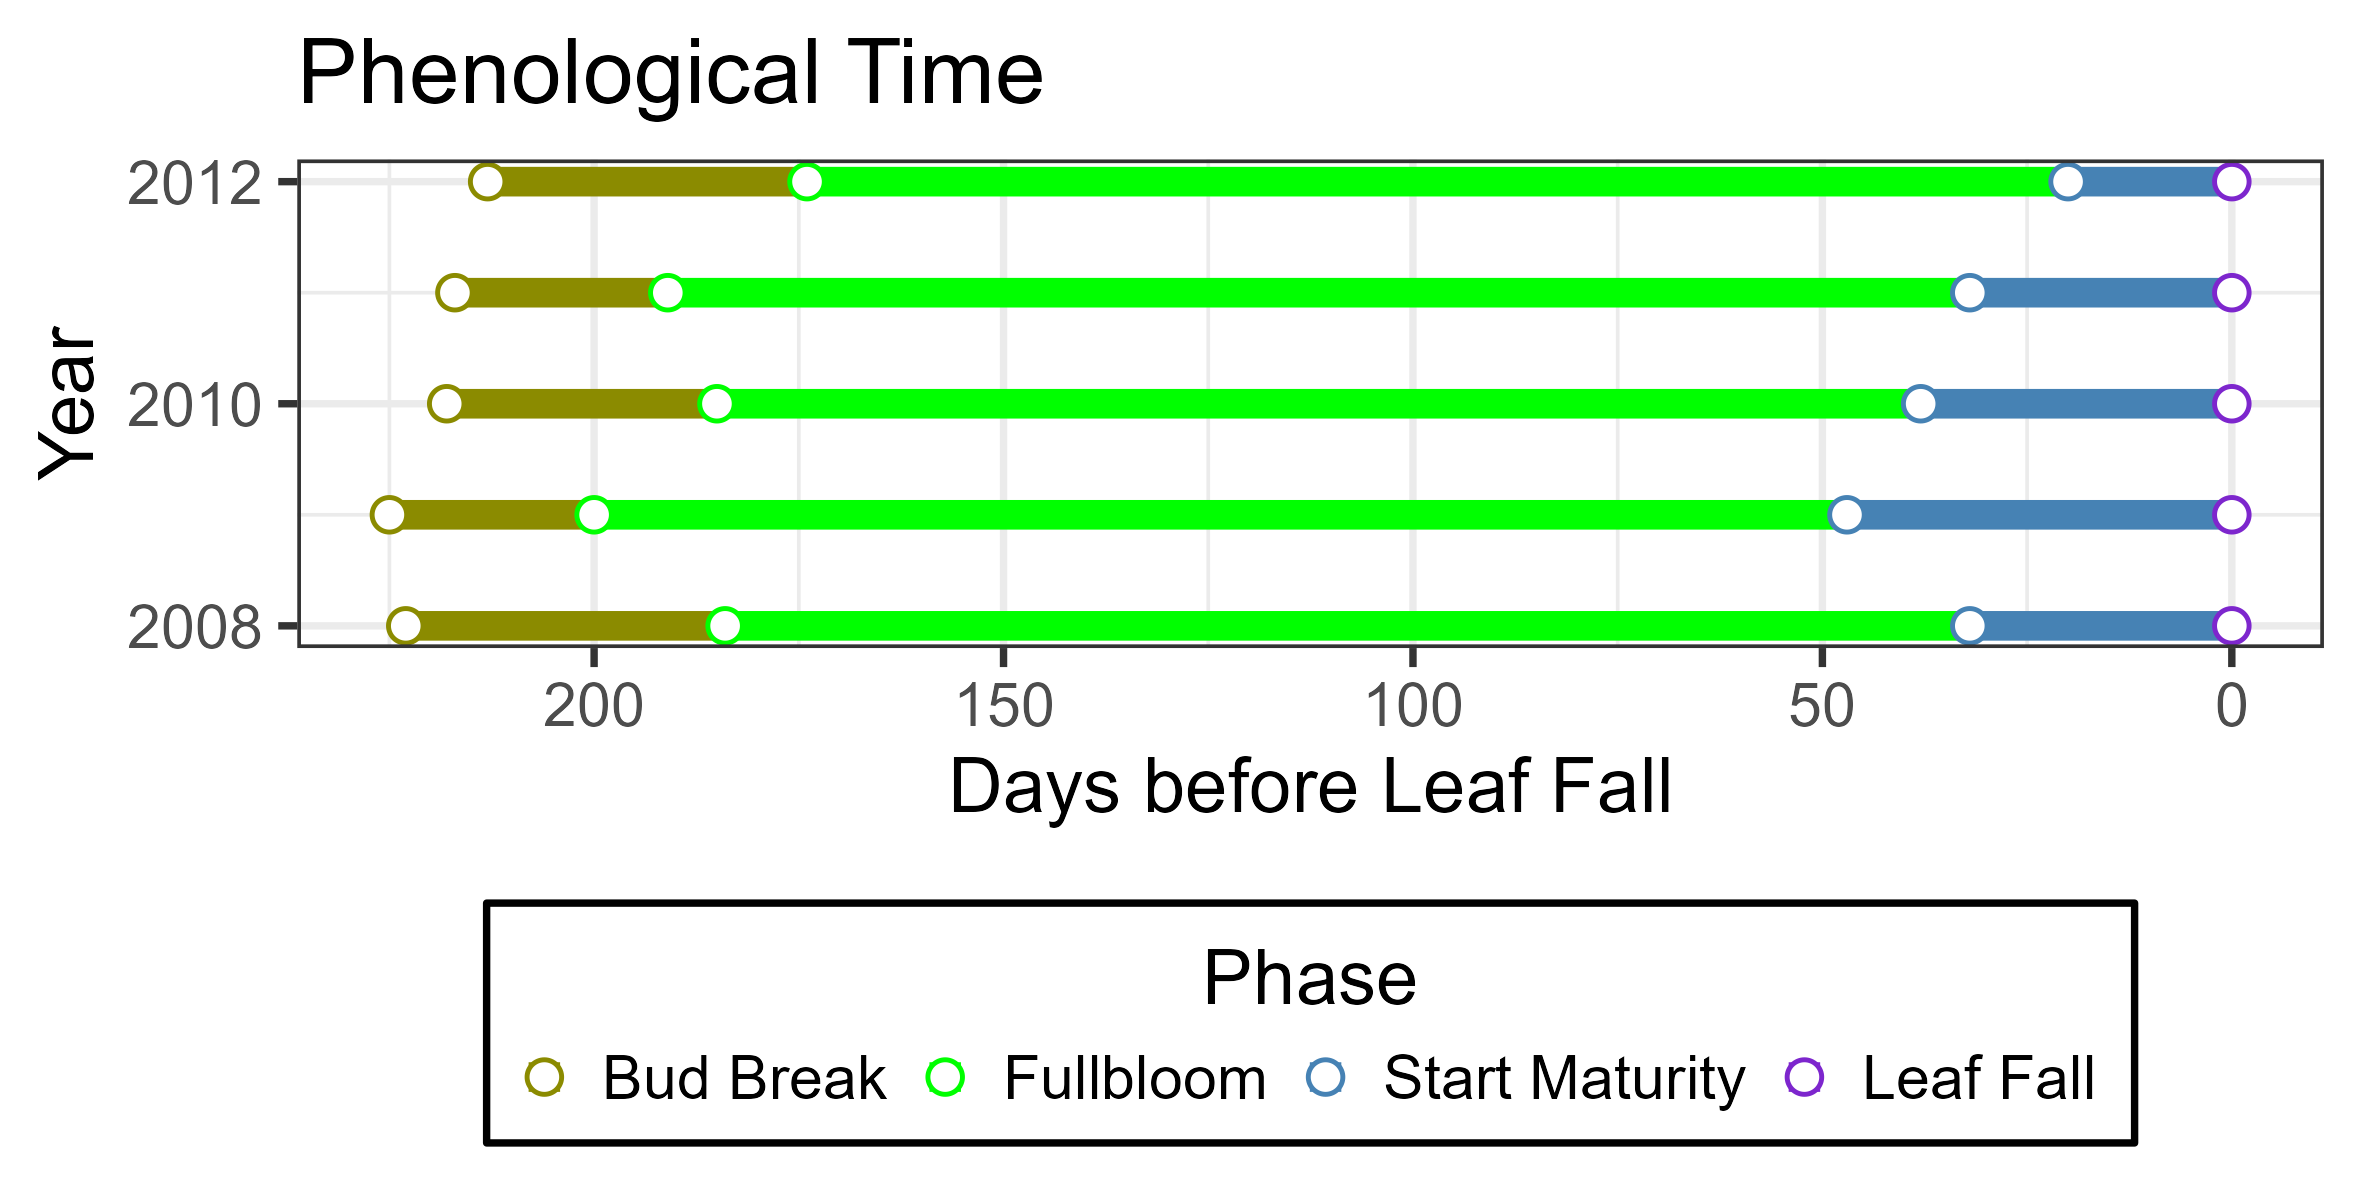 Phenological Time
Year
2012
2010
2008
200 150 100 50 0
Days before Leaf Fall
Phase
Bud Break Fullbloom Start Maturity Leaf Fall